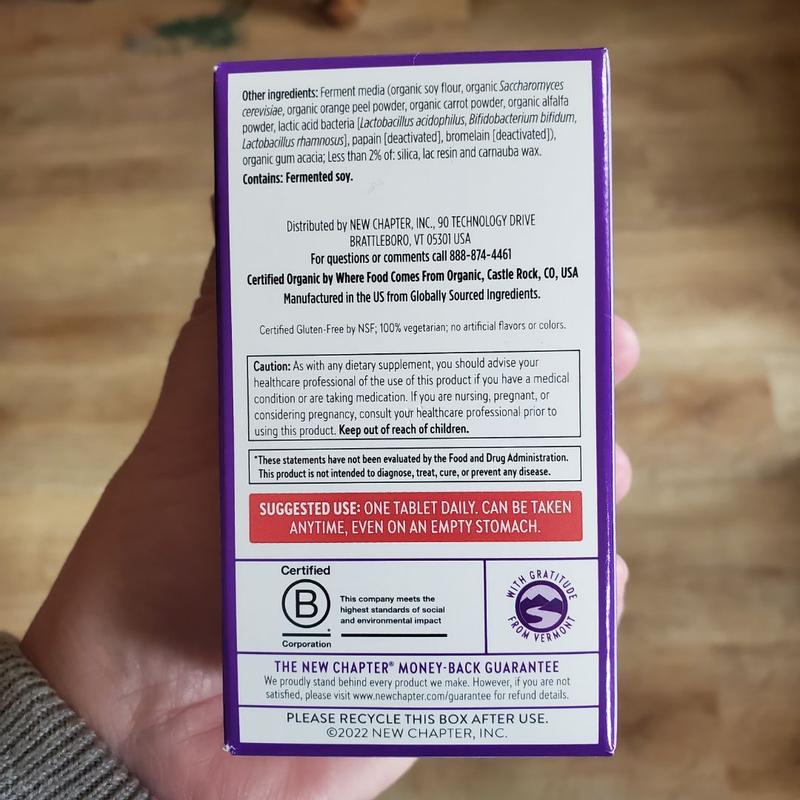 Other ingredients: Ferment media (organic soy flour, organic Saccharomyces
cerevisiae, organic orange peel powder, organic carrot powder, organic alfalfa
powder, lactic acid bacteria [Lactobacillus acidophilus, Bifidobacterium bifidum,
Lactobacillus rhamnosus], papain [deactivated], bromelain [deactivated]),
organic gum acacia; Less than 2% of: silica, lac resin and carnauba wax.
Contains: Fermented soy.
Distributed by NEW CHAPTER, INC., 90 TECHNOLOGY DRIVE
BRATTLEBORO, VT 05301 USA
For questions or comments call 888-874-4461
Certified Organic by Where Food Comes From Organic, Castle Rock, CO, USA
Manufactured in the US from Globally Sourced Ingredients.
Certified Gluten-Free by NSF; 100% vegetarian; no artificial flavors or colors.
Caution: As with any dietary supplement, you should advise your
healthcare professional of the use of this product if you have a medical
condition or are taking medication. If you are nursing, pregnant, or
considering pregnancy, consult your healthcare professional prior to
using this product. Keep out of reach of children.
*These statements have not been evaluated by the Food and Drug Administration.
This product is not intended to diagnose, treat, cure, or prevent any disease.
SUGGESTED USE: ONE TABLET DAILY. CAN BE TAKEN
ANYTIME, EVEN ON AN EMPTY STOMACH.
Certified
B
Corporation
This company meets the
highest standards of social
and environmental impact
WITH GRATITUDE
FROM VERMONT
THE NEW CHAPTER® MONEY-BACK GUARANTEE
We proudly stand behind every product we make. However, if you are not
satisfied, please visit www.newchapter.com/guarantee for refund details.
PLEASE RECYCLE THIS BOX AFTER USE.
©2022 NEW CHAPTER, INC.